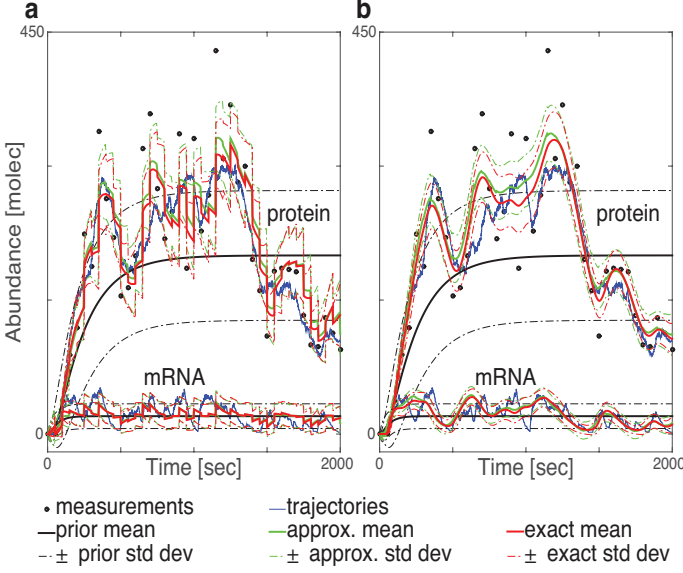 a
b
450
450
Abundance [molec]
protein
protein
mRNA
mRNA
0
0
0
2000
0
2000
Time [sec]
Time [sec]
measurements
trajectories
prior mean
approx. mean
exact mean
± prior std dev
± approx. std dev
± exact std dev